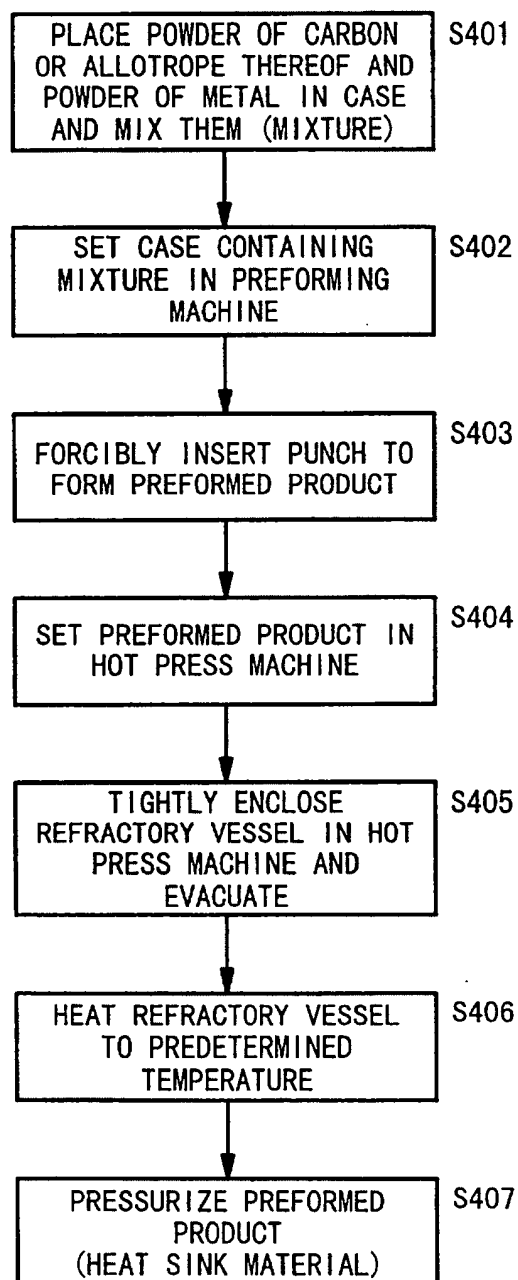 PLACE POWDER OF CARBON
OR ALLOTROPE THEREOF AND
POWDER OF METAL IN CASE
AND MIX THEM (MIXTURE)
S401
SET CASE CONTAINING
MIXTURE IN PREFORMING
MACHINE
S402
FORCIBLY INSERT PUNCH TO
FORM PREFORMED PRODUCT
S403
SET PREFORMED PRODUCT IN
HOT PRESS MACHINE
S404
TIGHTLY ENCLOSE
REFRACTORY VESSEL IN HOT
PRESS MACHINE AND
EVACUATE
S405
HEAT REFRACTORY VESSEL
TO PREDETERMINED
TEMPERATURE
S406
PRESSURIZE PREFORMED
PRODUCT
(HEAT SINK MATERIAL)
S407